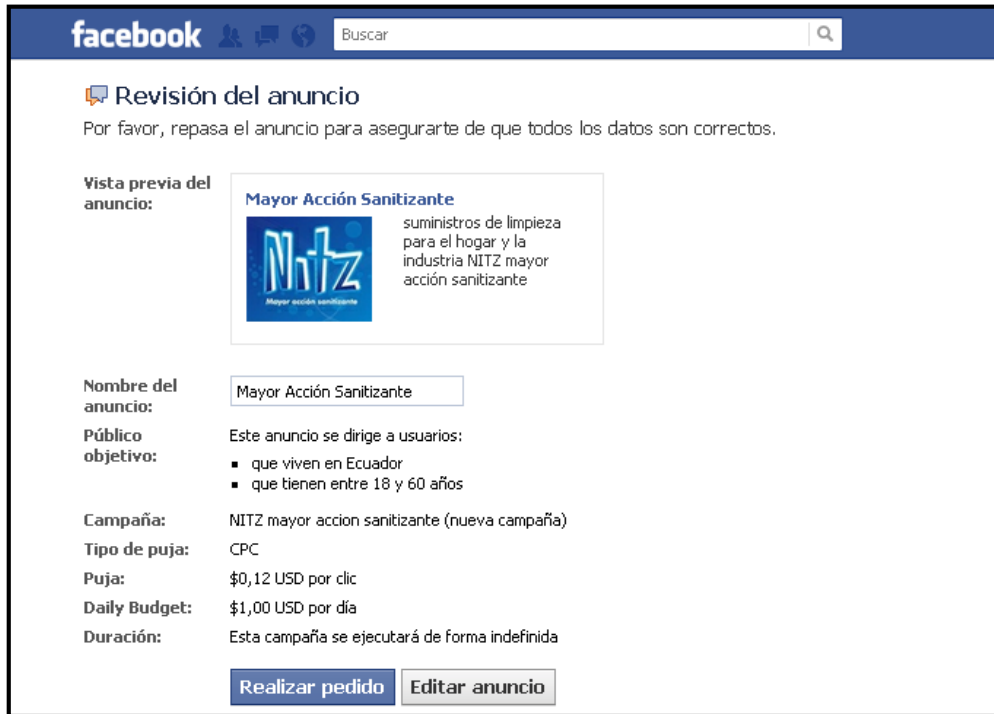 facebook
Buscar
Revisión del anuncio
Por favor, repasa el anuncio para asegurarte de que todos los datos son correctos.
Vista previa del
anuncio:
Mayor Acción Sanitizante
Nitz
Mayor acción sanitizante
suministros de limpieza
para el hogar y la
industria NITZ mayor
acción sanitizante
Nombre del
anuncio:
Mayor Acción Sanitizante
Público
objetivo:
Este anuncio se dirige a usuarios:
que viven en Ecuador
que tienen entre 18 y 60 años
Campaña: NITZ mayor accion sanitizante (nueva campaña)
Tipo de puja: CPC
Puja: $0,12 USD por clic
Daily Budget: $1,00 USD por día
Duración: Esta campaña se ejecutará de forma indefinida
Realizar pedido Editar anuncio